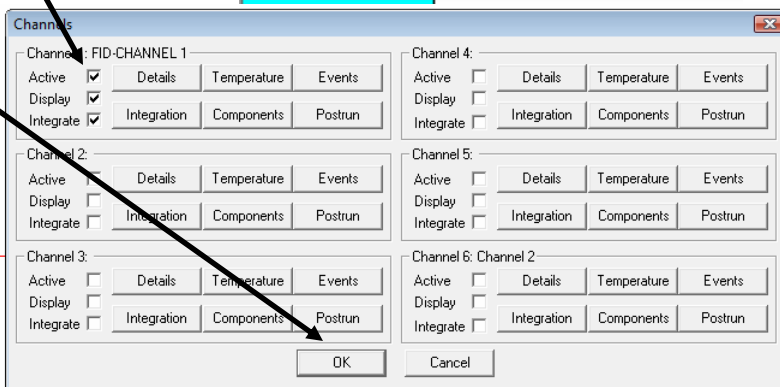 Channels
Channel 1: FID-CHANNEL 1
Active Details Temperature Events
Display
Integrate Integration Components Postrun
Channel 2:
Active Details Temperature Events
Display
Integrate Integration Components Postrun
Channel 3:
Active Details Temperature Events
Display
Integrate Integration Components Postrun
Channel 4:
Active Details Temperature Events
Display
Integrate Integration Components Postrun
Channel 5:
Active Details Temperature Events
Display
Integrate Integration Components Postrun
Channel 6: Channel 2
Active Details Temperature Events
Display
Integrate Integration Components Postrun
OK Cancel